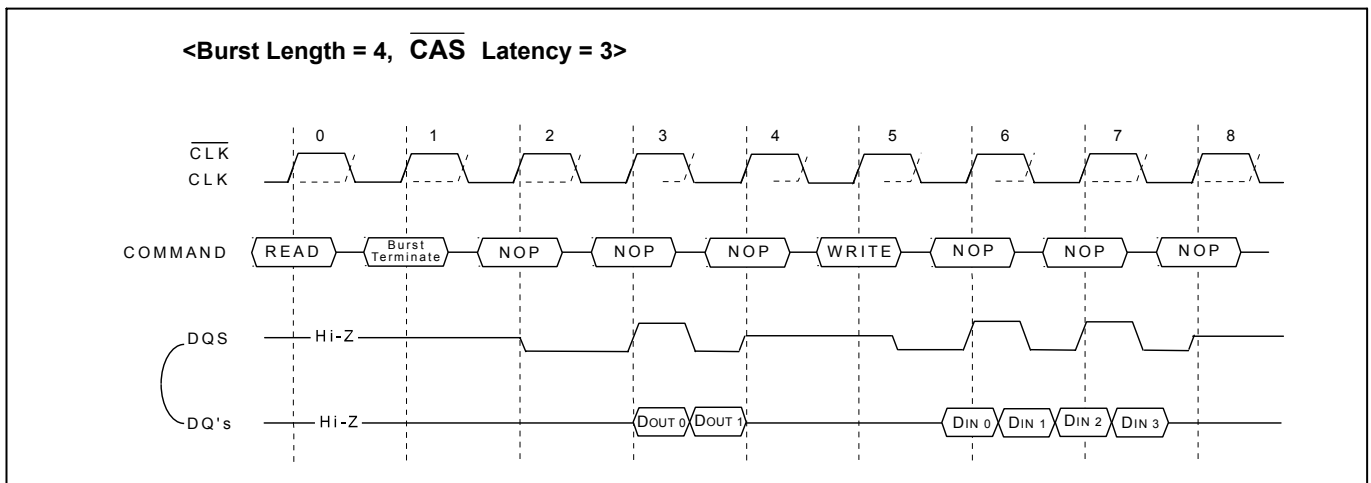 <Burst Length = 4, CAS Latency = 3>
0 1 2 3 4 5 6 7 8
CLK
CLK
COMMAND READ Burst Terminate NOP NOP NOP WRITE NOP NOP NOP
DQS Hi-Z
DQ's Hi-Z DOUT 0 DOUT 1 DIN 0 DIN 1 DIN 2 DIN 3